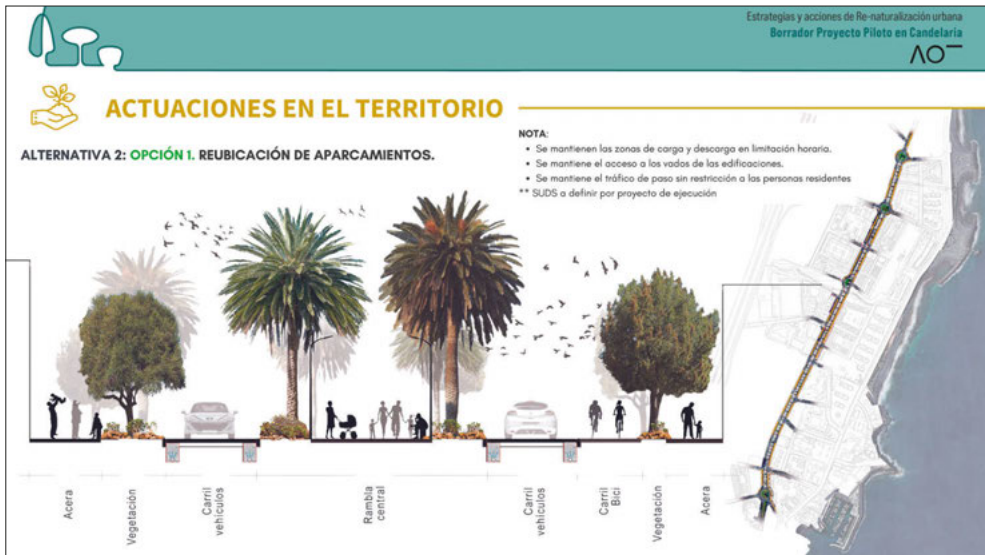 Estrategias y acciones de Re-naturalización urbana
Borrador Proyecto Piloto en Candelaria
ACTUACIONES EN EL TERRITORIO
ALTERNATIVA 2: OPCIÓN 1. REUBICACIÓN DE APARCAMIENTOS.
NOTA:
• Se mantienen las zonas de carga y descarga en limitación horaria.
• Se mantiene el acceso a los vados de las edificaciones.
• Se mantiene el tráfico de paso sin restricción a las personas residentes
** SUDS a definir por proyecto de ejecución
Acera
Vegetación
Carril
vehículos
Rambla
central
Carril
vehículos
Carril
Bici
Vegetación
Acera